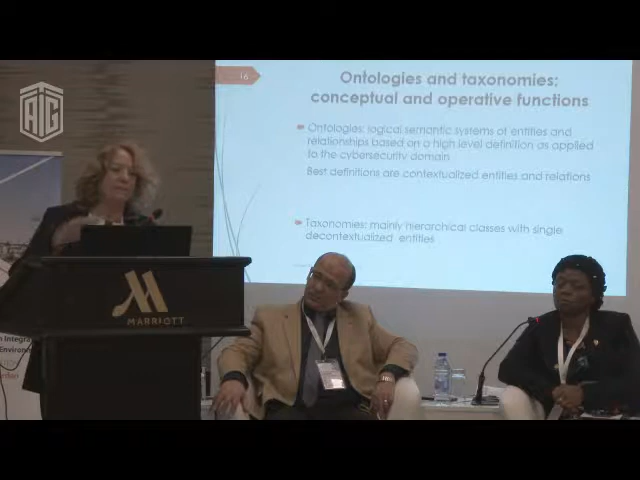 ATG
16
Ontologies and taxonomies:
conceptual and operative functions
Ontologies: logical semantic systems of entities and
relationships based on a high level definition as applied
to the cybersecurity domain
Best definitions are contextualized entities and relations
Taxonomies: mainly hierarchical classes with single
decontextualized entities
MARRIOTT